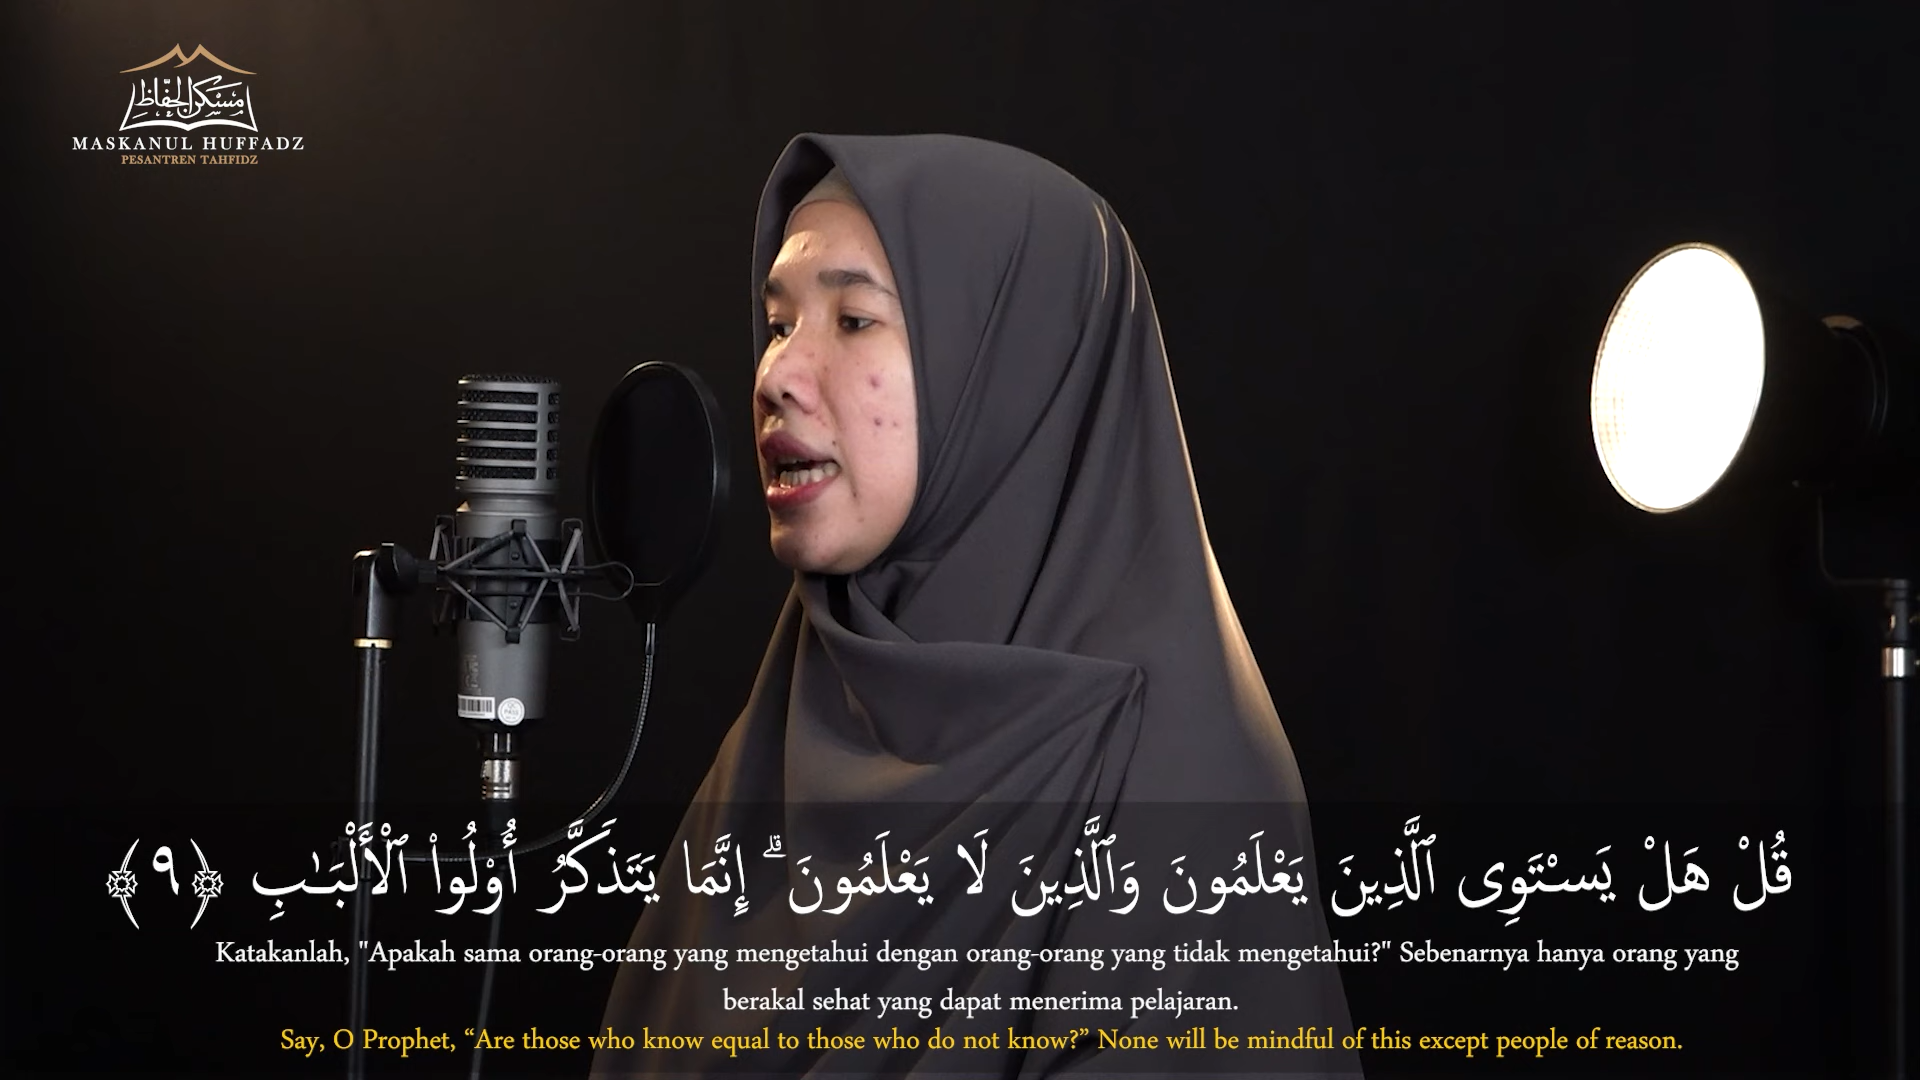 مسكن الحفاظ
MASKANUL HUFFADZ
PESANTREN TAHFIDZ
قُلْ هَلْ يَسْتَوِى ٱلَّذِينَ يَعْلَمُونَ وَٱلَّذِينَ لَا يَعْلَمُونَ ۗ إِنَّمَا يَتَذَكَّرُ أُو۟لُوا۟ ٱلْأَلْبَـٰبِ ﴿٩﴾
Katakanlah, "Apakah sama orang-orang yang mengetahui dengan orang-orang yang tidak mengetahui?" Sebenarnya hanya orang yang
berakal sehat yang dapat menerima pelajaran.
Say, O Prophet, “Are those who know equal to those who do not know?” None will be mindful of this except people of reason.